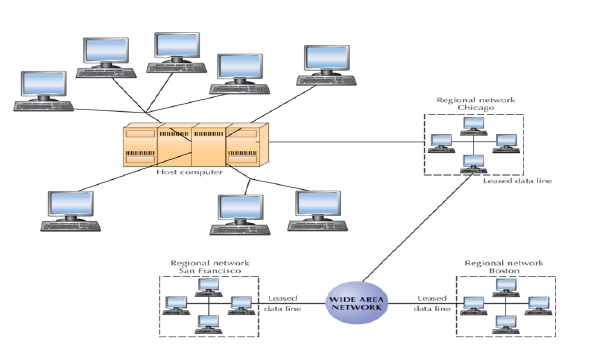 Regional network
Chicago
Host computer
Leased data line
Regional network
San Francisco
Regional network
Boston
Leased
data line
WIDE AREA
NETWORK
Leased
data line